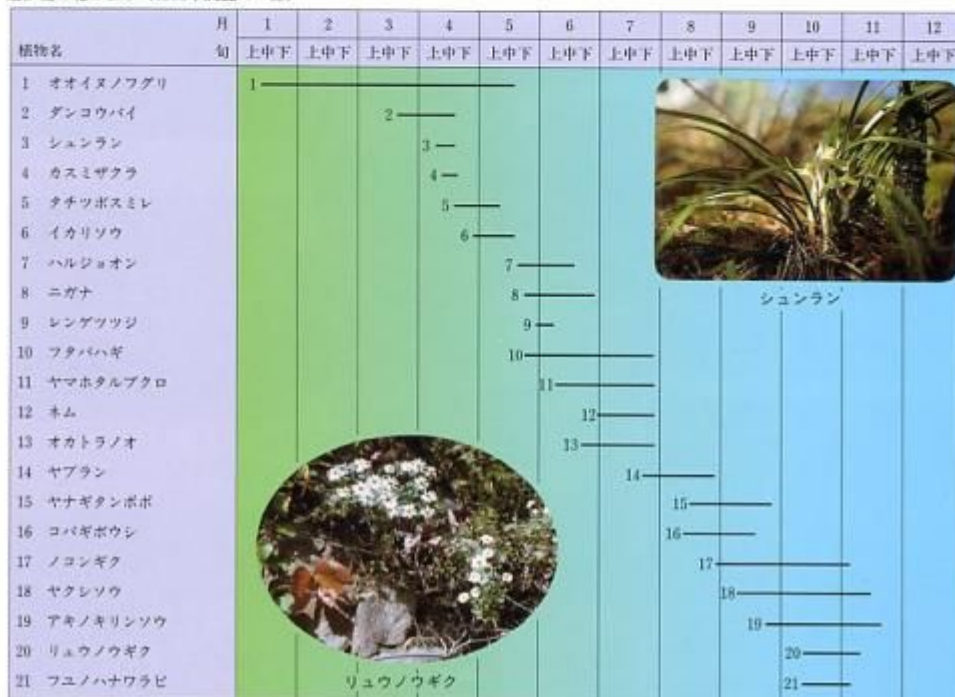 月 1 2 3 4 5 6 7 8 9 10 11 12
植物名 旬 上中下 上中下 上中下 上中下 上中下 上中下 上中下 上中下 上中下 上中下 上中下 上中下
1 オオイヌノフグリ 1
2 ダンコウバイ 2
3 シュンラン 3
4 カスミザクラ 4
5 タチツボスミレ 5
6 イカリソウ 6
7 ハルジョオン 7
8 ニガナ 8
シュンラン
9 レンゲツツジ 9
10 フタバハギ 10
11 ヤマホタルブクロ 11
12 ネム 12
13 オカトラノオ 13
14 ヤブラン 14
15 ヤナギタンポポ 15
16 コバギボウシ 16
17 ノコンギク 17
18 ヤクシソウ 18
19 アキノキリンソウ 19
20 リュウノウギク 20
21 フユノハナワラビ 21
リュウノウギク